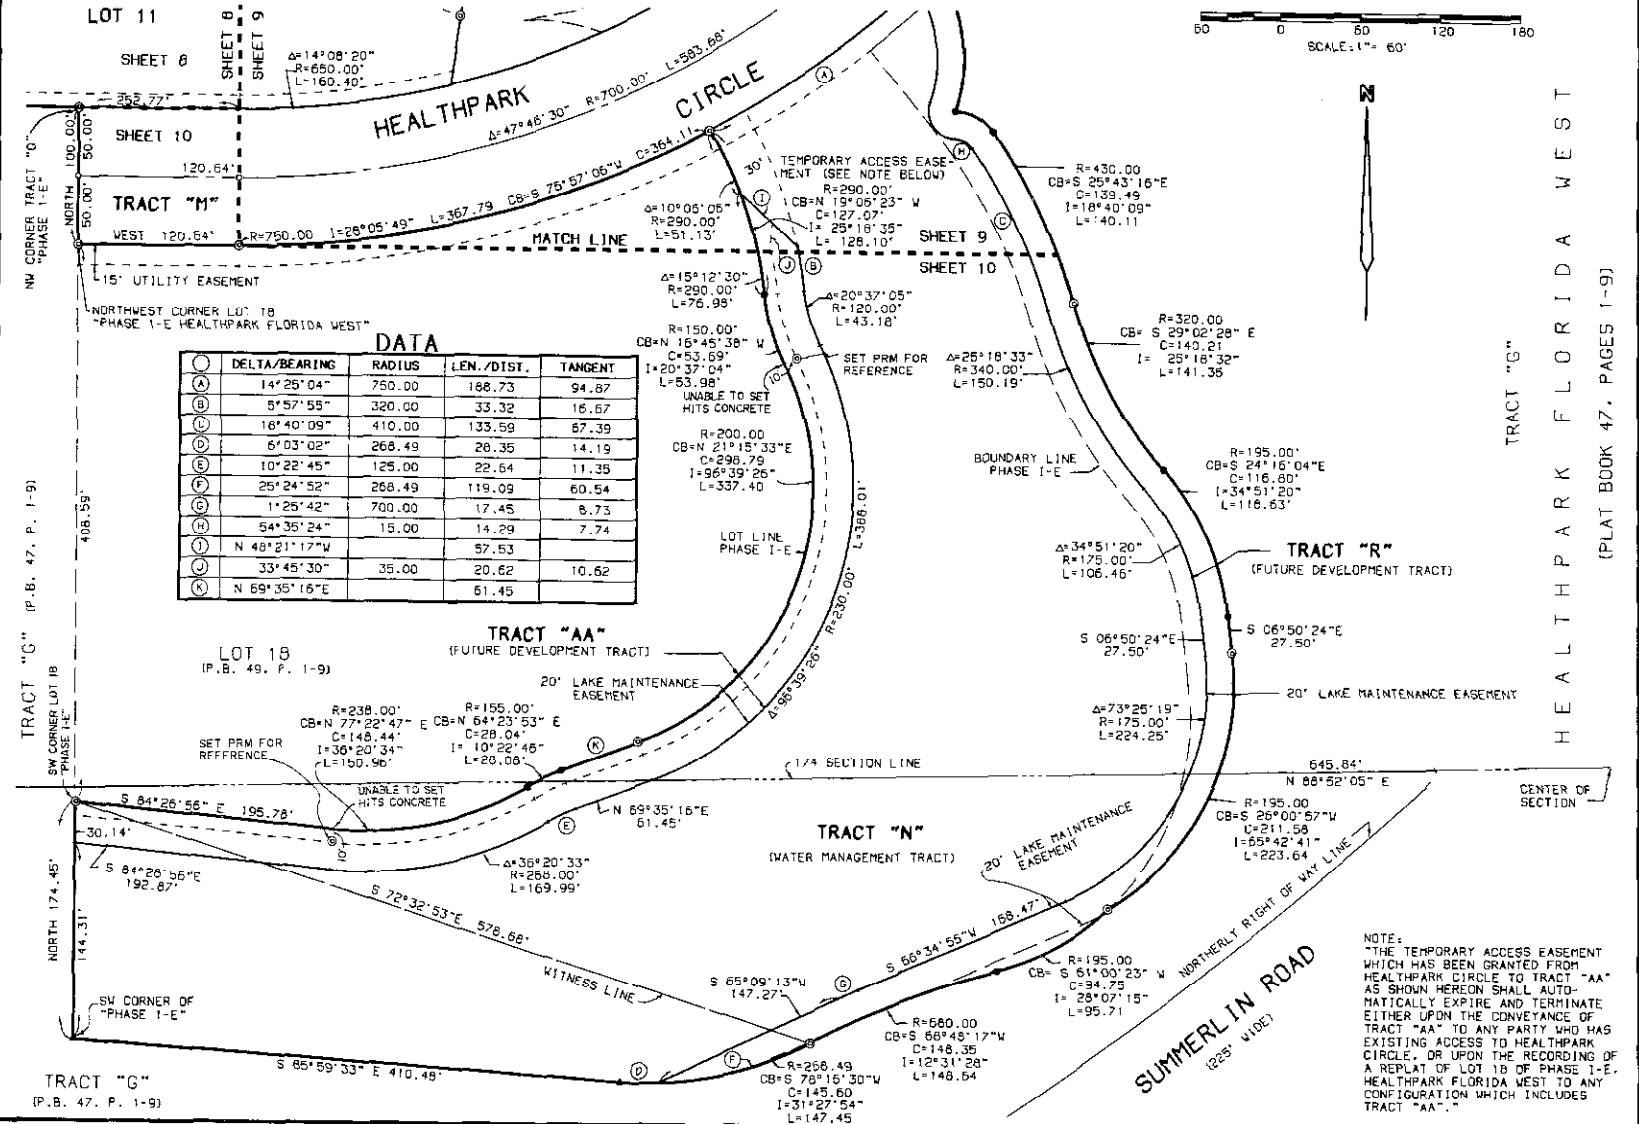 LOT 11
SHEET 8
SHEET 8
SHEET 9
Δ=14°08'20"
R=650.00'
L=160.40'
252.77'
SHEET 10
120.64'
NORTH 100.00'
50.00'
50.00'
NW CORNER TRACT "O"
"PHASE 1-E"
TRACT "M"
WEST 120.64'
15' UTILITY EASEMENT
NORTHWEST CORNER LOT 18
"PHASE 1-E HEALTHPARK FLORIDA WEST"
HEALTHPARK CIRCLE
Δ=47°46'30" R=700.00' L=583.68'
R=750.00 I=28°05'49" L=367.79 CB=S 75°57'06"W C=364.11
MATCH LINE
SHEET 9
SHEET 10
A
30'
TEMPORARY ACCESS EASE-
MENT (SEE NOTE BELOW)
R=290.00'
CB=N 19°06'23" W
C=127.07'
I= 25°18'35"
L= 128.10'
Δ=10°06'05"
R=290.00'
L=51.13'
I
J
B
H
C
R=430.00
CB=S 25°43'16"E
C=139.49
I=18°40'09"
L=140.11
60 0 60 120 180
SCALE: 1"= 60'
N
HEALTHPARK FLORIDA WEST
(PLAT BOOK 47, PAGES 1-9)
TRACT "G"
Δ=15°12'30"
R=290.00'
L=76.98'
Δ=20°37'05"
R=120.00'
L=43.18'
R=150.00'
CB=N 16°45'38" W
C=53.69'
I=20°37'04"
L=53.98'
10'
UNABLE TO SET
HITS CONCRETE
SET PRM FOR
REFERENCE
Δ=25°18'33"
R=340.00'
L=150.19'
R=320.00
CB= S 29°02'28" E
C=140.21
I= 25°18'32"
L=141.35
DATA
DELTA/BEARING RADIUS LEN./DIST. TANGENT
A 14°25'04" 750.00 188.73 94.87
B 5°57'55" 320.00 33.32 16.67
C 18°40'09" 410.00 133.59 67.39
D 6°03'02" 268.49 28.35 14.19
E 10°22'45" 125.00 22.64 11.35
F 25°24'52" 268.49 119.09 60.54
G 1°25'42" 700.00 17.45 8.73
H 54°35'24" 15.00 14.29 7.74
I N 48°21'17"W 57.53
J 33°45'30" 35.00 20.62 10.62
K N 69°35'16"E 61.45
R=200.00
CB=N 21°15'33"E
C=298.79
I=96°39'26"
L=337.40
LOT LINE
PHASE 1-E
BOUNDARY LINE
PHASE 1-E
R=195.00'
CB=S 24°16'04"E
C=116.80'
I=34°51'20"
L=118.63'
Δ=34°51'20"
R=175.00'
L=106.46'
TRACT "R"
(FUTURE DEVELOPMENT TRACT)
S 06°50'24"E
27.50'
S 06°50'24"E
27.50'
20' LAKE MAINTENANCE EASEMENT
Δ=73°25'19"
R=175.00'
L=224.25'
408.59'
TRACT "G" (P.B. 47, P. 1-9)
SW CORNER LOT 18
"PHASE 1-E"
LOT 18
(P.B. 49, P. 1-9)
TRACT "AA"
(FUTURE DEVELOPMENT TRACT)
20' LAKE MAINTENANCE
EASEMENT
Δ=96°39'26" R=230.00' L=388.01'
R=238.00'
CB=N 77°22'47" E
C=148.44'
I=36°20'34"
L=150.96'
R=155.00'
CB=N 64°23'53" E
C=28.04'
I= 10°22'46"
L=28.08'
K
SET PRM FOR
REFERENCE
UNABLE TO SET
HITS CONCRETE
10'
1/4 SECTION LINE
645.84'
N 88°52'05" E
CENTER OF
SECTION
S 84°26'56" E 195.78'
30.14'
S 84°26'56"E
192.87'
E
N 69°35'16"E
61.45'
Δ=36°20'33"
R=268.00'
L=169.99'
TRACT "N"
(WATER MANAGEMENT TRACT)
20' LAKE MAINTENANCE
EASEMENT
R=195.00
CB=S 26°00'57"W
C=211.58
I=65°42'41"
L=223.64
NORTH 174.45'
144.31'
S 72°32'53"E 578.68'
WITNESS LINE
SW CORNER OF
"PHASE 1-E"
S 85°59'33" E 410.48'
TRACT "G"
(P.B. 47, P. 1-9)
D
F
G
S 65°09'13"W
147.27'
S 66°34'55"W 158.47'
R=195.00
CB= S 61°00'23" W
C=94.75
I= 28°07'15"
L=95.71
R=680.00
CB=S 68°48'17"W
C=148.35
I=12°31'28"
L=148.64
R=268.49
CB=S 78°15'30"W
C=145.60
I=31°27'54"
L=147.45
NORTHERLY RIGHT OF WAY LINE
SUMMERLIN ROAD
(225' WIDE)
NOTE:
"THE TEMPORARY ACCESS EASEMENT
WHICH HAS BEEN GRANTED FROM
HEALTHPARK CIRCLE TO TRACT "AA"
AS SHOWN HEREON SHALL AUTO-
MATICALLY EXPIRE AND TERMINATE
EITHER UPON THE CONVEYANCE OF
TRACT "AA" TO ANY PARTY WHO HAS
EXISTING ACCESS TO HEALTHPARK
CIRCLE, OR UPON THE RECORDING OF
A REPLAT OF LOT 18 OF PHASE 1-E,
HEALTHPARK FLORIDA WEST TO ANY
CONFIGURATION WHICH INCLUDES
TRACT "AA"."